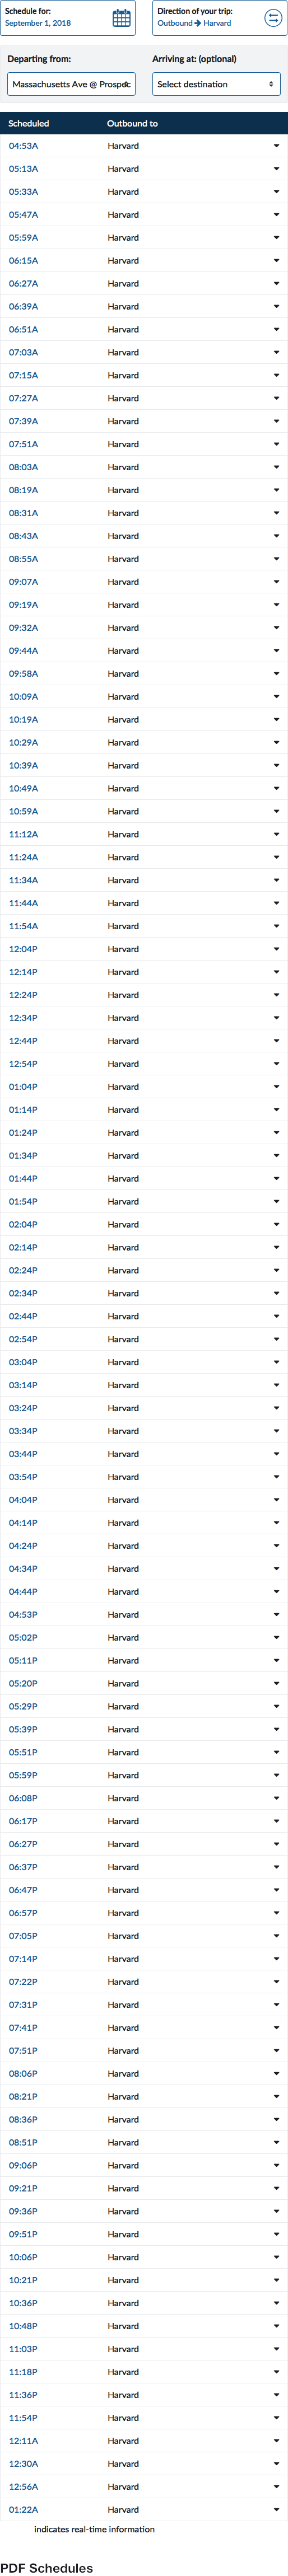 Schedule for:
September 1, 2018
Direction of your trip:
Outbound → Harvard
Departing from:
Arriving at: (optional)
Massachusetts Ave @ Prospec
Select destination
Scheduled Outbound to
04:53A Harvard
05:13A Harvard
05:33A Harvard
05:47A Harvard
05:59A Harvard
06:15A Harvard
06:27A Harvard
06:39A Harvard
06:51A Harvard
07:03A Harvard
07:15A Harvard
07:27A Harvard
07:39A Harvard
07:51A Harvard
08:03A Harvard
08:19A Harvard
08:31A Harvard
08:43A Harvard
08:55A Harvard
09:07A Harvard
09:19A Harvard
09:32A Harvard
09:44A Harvard
09:58A Harvard
10:09A Harvard
10:19A Harvard
10:29A Harvard
10:39A Harvard
10:49A Harvard
10:59A Harvard
11:12A Harvard
11:24A Harvard
11:34A Harvard
11:44A Harvard
11:54A Harvard
12:04P Harvard
12:14P Harvard
12:24P Harvard
12:34P Harvard
12:44P Harvard
12:54P Harvard
01:04P Harvard
01:14P Harvard
01:24P Harvard
01:34P Harvard
01:44P Harvard
01:54P Harvard
02:04P Harvard
02:14P Harvard
02:24P Harvard
02:34P Harvard
02:44P Harvard
02:54P Harvard
03:04P Harvard
03:14P Harvard
03:24P Harvard
03:34P Harvard
03:44P Harvard
03:54P Harvard
04:04P Harvard
04:14P Harvard
04:24P Harvard
04:34P Harvard
04:44P Harvard
04:53P Harvard
05:02P Harvard
05:11P Harvard
05:20P Harvard
05:29P Harvard
05:39P Harvard
05:51P Harvard
05:59P Harvard
06:08P Harvard
06:17P Harvard
06:27P Harvard
06:37P Harvard
06:47P Harvard
06:57P Harvard
07:05P Harvard
07:14P Harvard
07:22P Harvard
07:31P Harvard
07:41P Harvard
07:51P Harvard
08:06P Harvard
08:21P Harvard
08:36P Harvard
08:51P Harvard
09:06P Harvard
09:21P Harvard
09:36P Harvard
09:51P Harvard
10:06P Harvard
10:21P Harvard
10:36P Harvard
10:48P Harvard
11:03P Harvard
11:18P Harvard
11:36P Harvard
11:54P Harvard
12:11A Harvard
12:30A Harvard
12:56A Harvard
01:22A Harvard
indicates real-time information
PDF Schedules